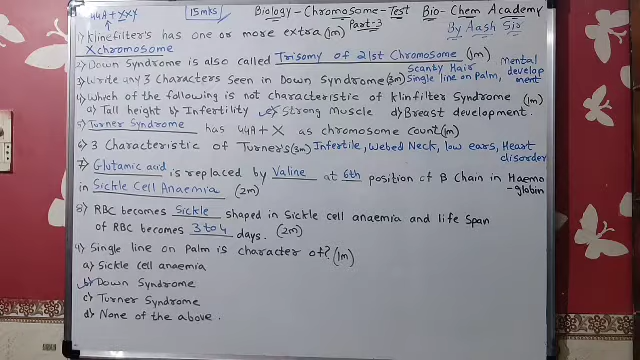 44A+XXY
15mks
Biology-Chromosome-Test Bio-Chem Academy
Part-3
By Aash Sir
1) Klinefilter's has one or more extra (1m)
X chromosome
2) Down Syndrome is also called Trisomy of 21st Chromosome (1m)
3) Write any 3 Characters seen in Down Syndrome (3m) Scanty Hair, Single line on Palm, mental development
4) Which of the following is not characteristic of Klinfilter Syndrome (1m)
a) Tall height b) Infertility c) Strong Muscle d) Breast development.
5) Turner Syndrome has 44A+X as chromosome count (1m)
6) 3 Characteristic of Turner's (3m) Infertile, Webed Neck, low ears, Heart disorder
7) Glutamic acid is replaced by Valine at 6th position of B Chain in Haemo-globin
in Sickle Cell Anaemia (2m)
8) RBC becomes Sickle shaped in Sickle cell anaemia and life Span
of RBC becomes 3 to 4 days. (2m)
9) Single line on Palm is character of? (1m)
a) Sickle cell anaemia
b) Down Syndrome
c) Turner Syndrome
d) None of the above.